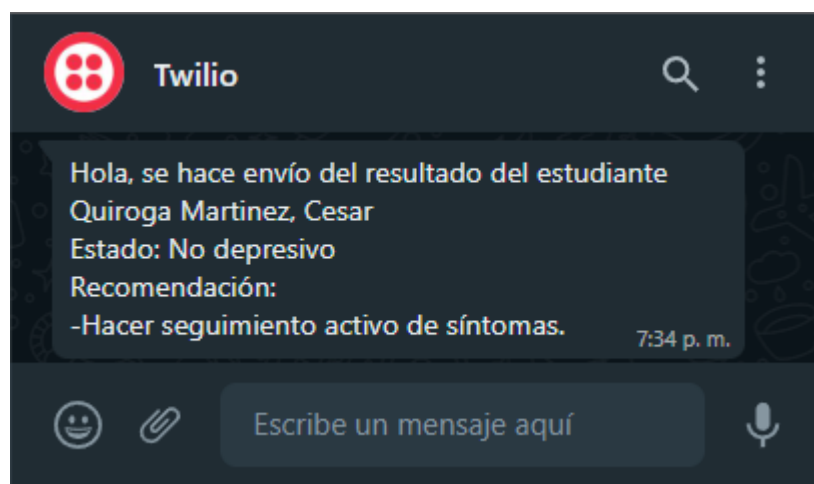 Twilio
Hola, se hace envío del resultado del estudiante
Quiroga Martinez, Cesar
Estado: No depresivo
Recomendación:
-Hacer seguimiento activo de síntomas.
7:34 p. m.
Escribe un mensaje aquí